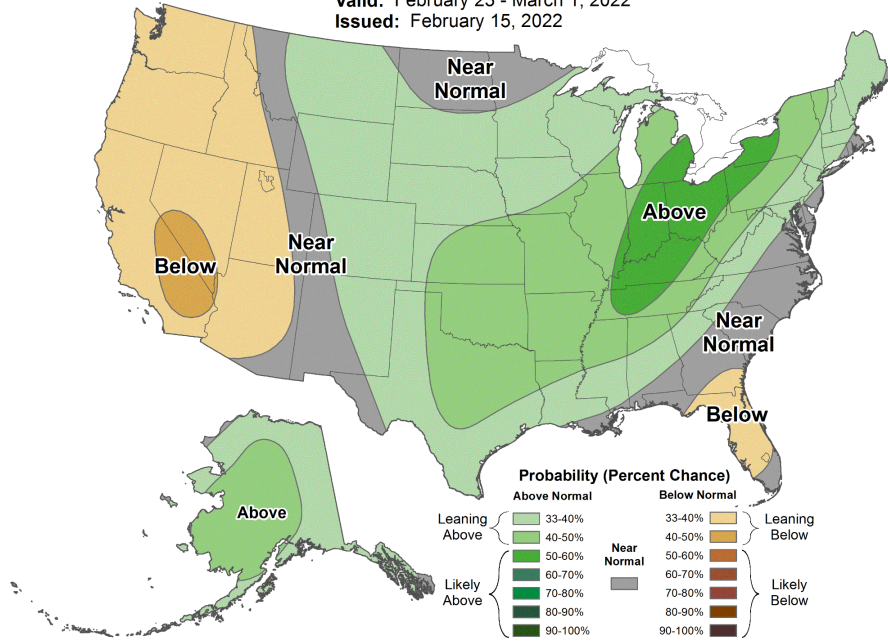 Valid: February 23 - March 1, 2022
Issued: February 15, 2022
Near
Normal
Above
Near
Normal
Below
Near
Normal
Below
Above
Probability (Percent Chance)
Above Normal
Below Normal
Leaning
Above
33-40%
40-50%
50-60%
60-70%
70-80%
80-90%
90-100%
Likely
Above
Near
Normal
33-40%
40-50%
50-60%
60-70%
70-80%
80-90%
90-100%
Leaning
Below
Likely
Below